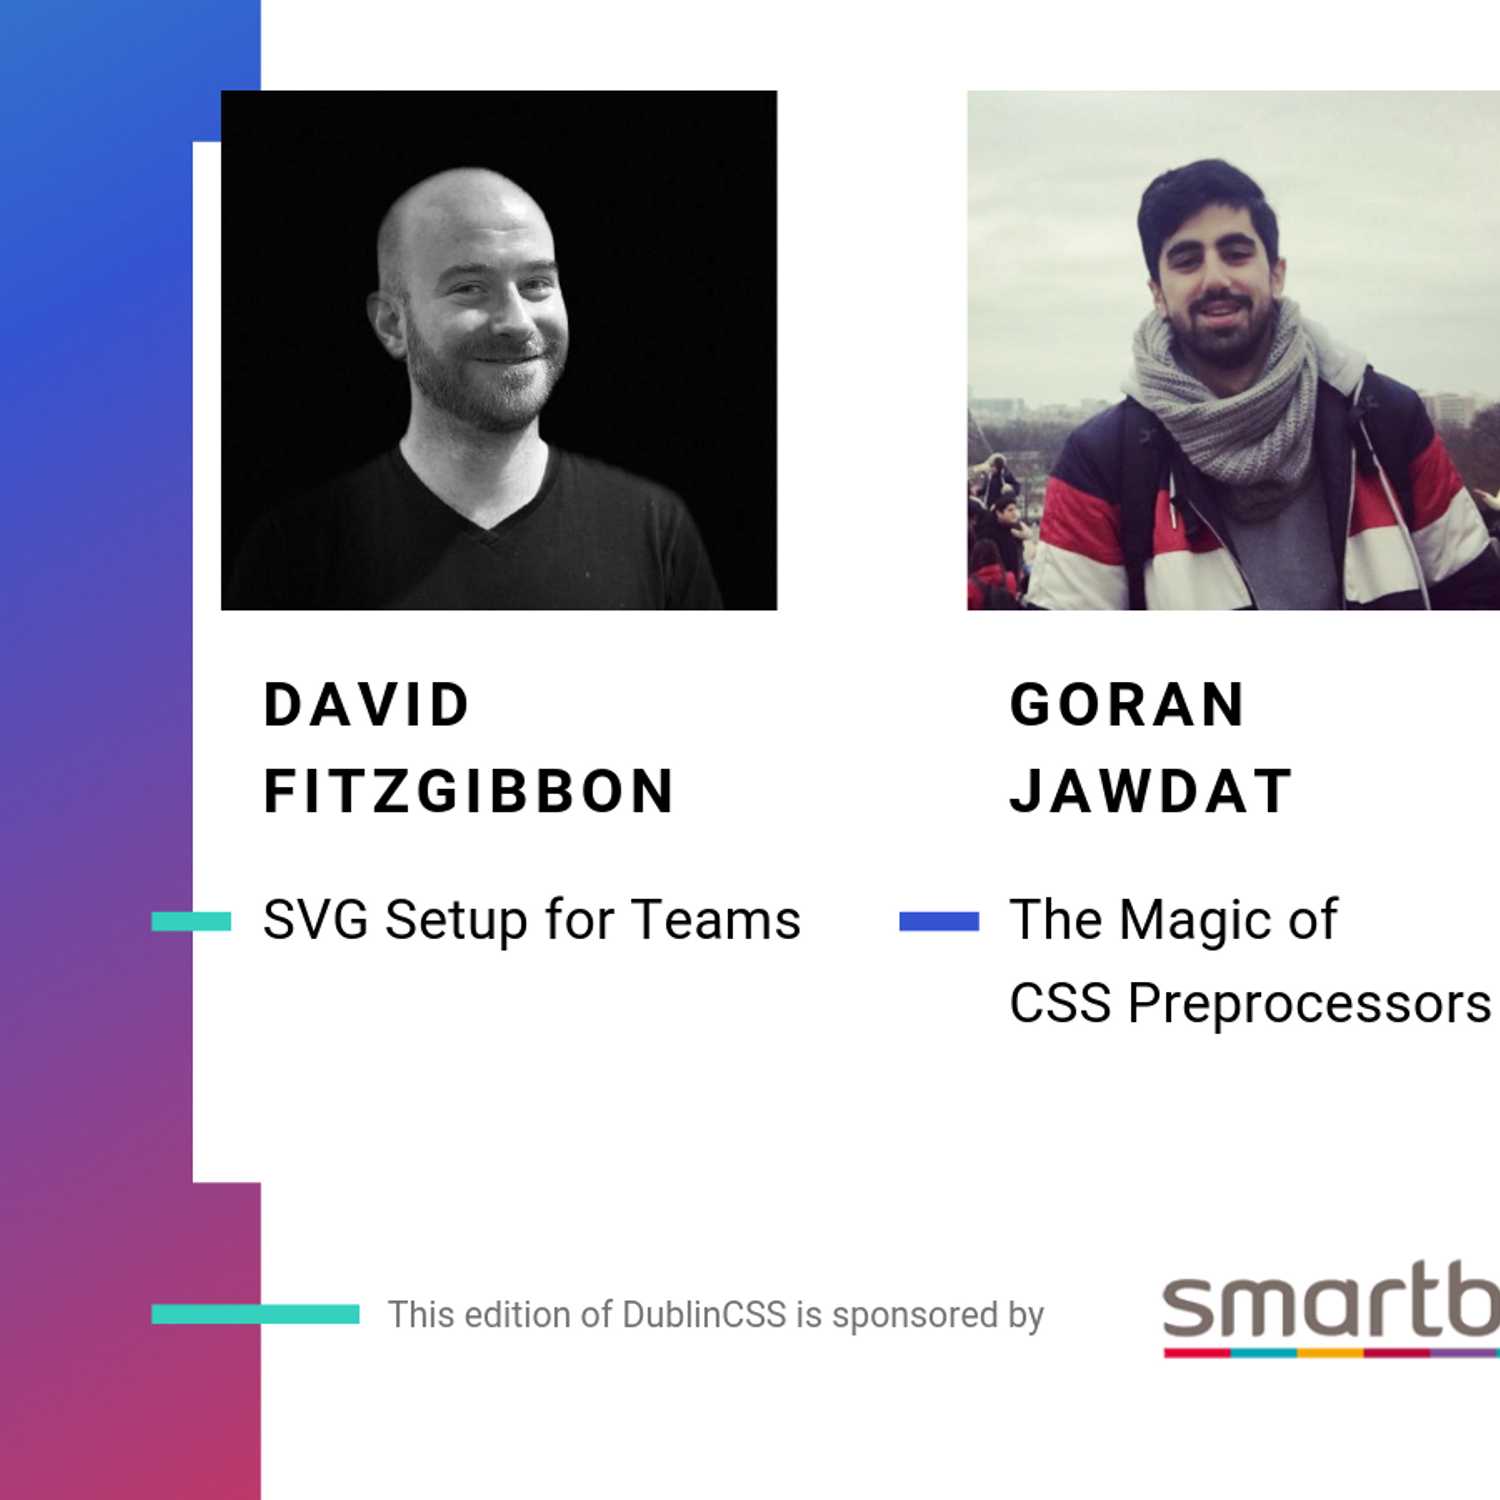 DAVID
FITZGIBBON
SVG Setup for Teams
GORAN
JAWDAT
The Magic of
CSS Preprocessors
This edition of DublinCSS is sponsored by
smartb